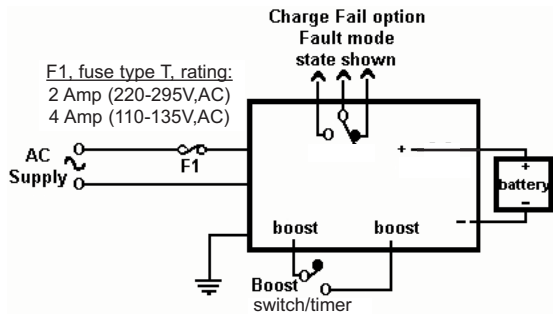 Charge Fail option
Fault mode
state shown
F1, fuse type T, rating:
2 Amp (220-295V,AC)
4 Amp (110-135V,AC)
AC
Supply
F1
+
-
+
battery
-
boost
boost
Boost
switch/timer